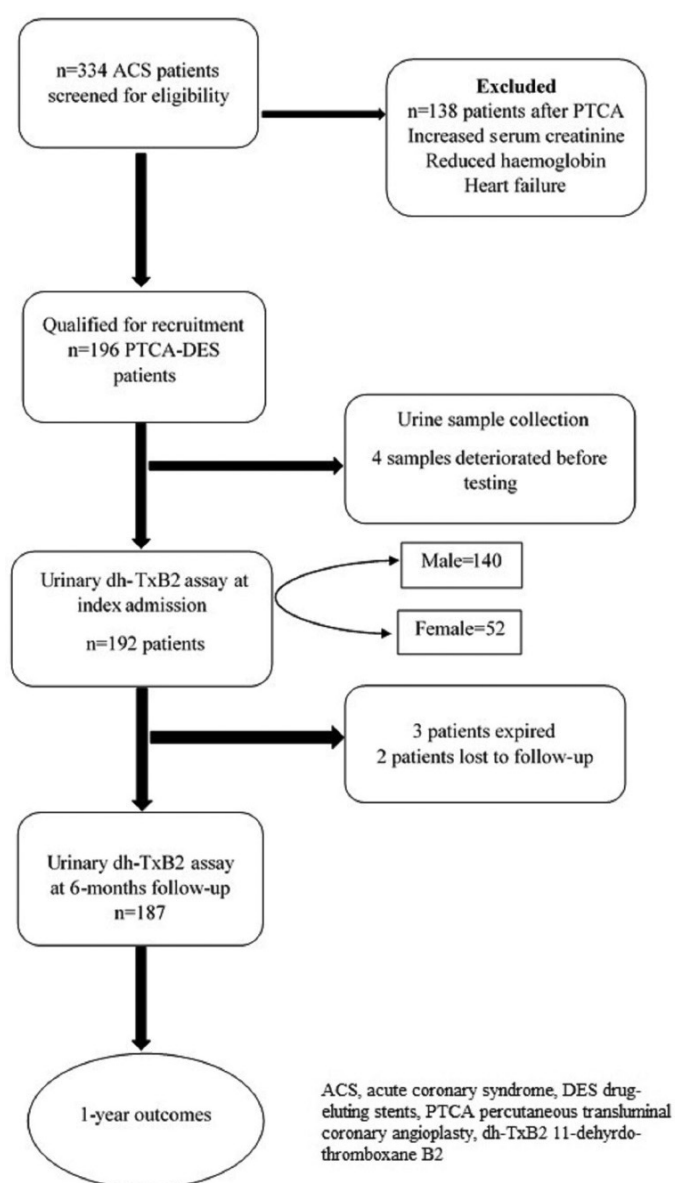 n=334 ACS patients
screened for eligibility
Excluded
n=138 patients after PTCA
Increased serum creatinine
Reduced haemoglobin
Heart failure
Qualified for recruitment
n=196 PTCA-DES
patients
Urine sample collection
4 samples deteriorated before
testing
Urinary dh-TxB2 assay at
index admission
n=192 patients
Male=140
Female=52
3 patients expired
2 patients lost to follow-up
Urinary dh-TxB2 assay
at 6-months follow-up
n=187
1-year outcomes
ACS, acute coronary syndrome, DES drug-
eluting stents, PTCA percutaneous transluminal
coronary angioplasty, dh-TxB2 11-dehyrdo-
thromboxane B2